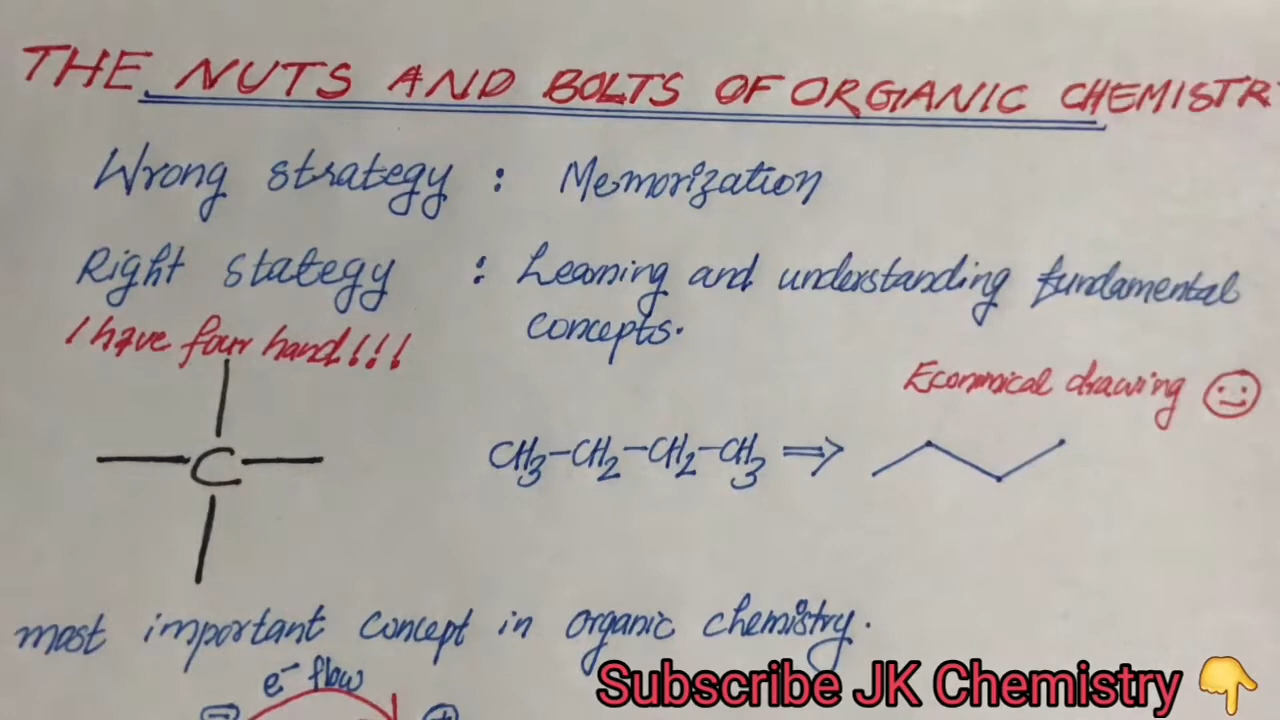 THE NUTS AND BOLTS OF ORGANIC CHEMISTR
Wrong strategy : Memorization
Right stategy : Learning and understanding fundamental
concepts.
I have four hand!!!
Economical drawing
C
CH3-CH2-CH2-CH3 ⇒
most important concept in organic chemistry.
e- flow
Subscribe JK Chemistry 👇